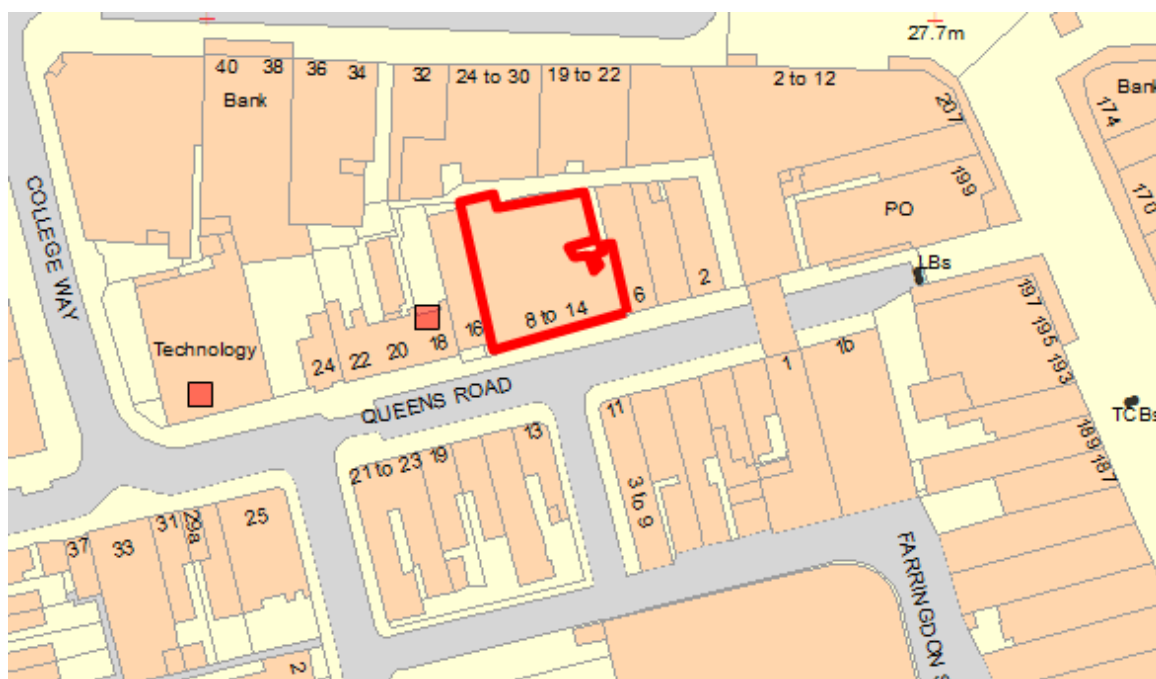 27.7m
40
38
36
34
32
24 to 30
19 to 22
2 to 12
Bank
Bank
207
174
199
170
PO
COLLEGE WAY
LBs
2
6
8 to 14
16
18
20
22
24
Technology
QUEENS ROAD
197
195
193
TCBs
189
187
1
1b
11
3 to 9
13
19
21 to 23
25
29a
31
33
37
2
FARRINGDON S